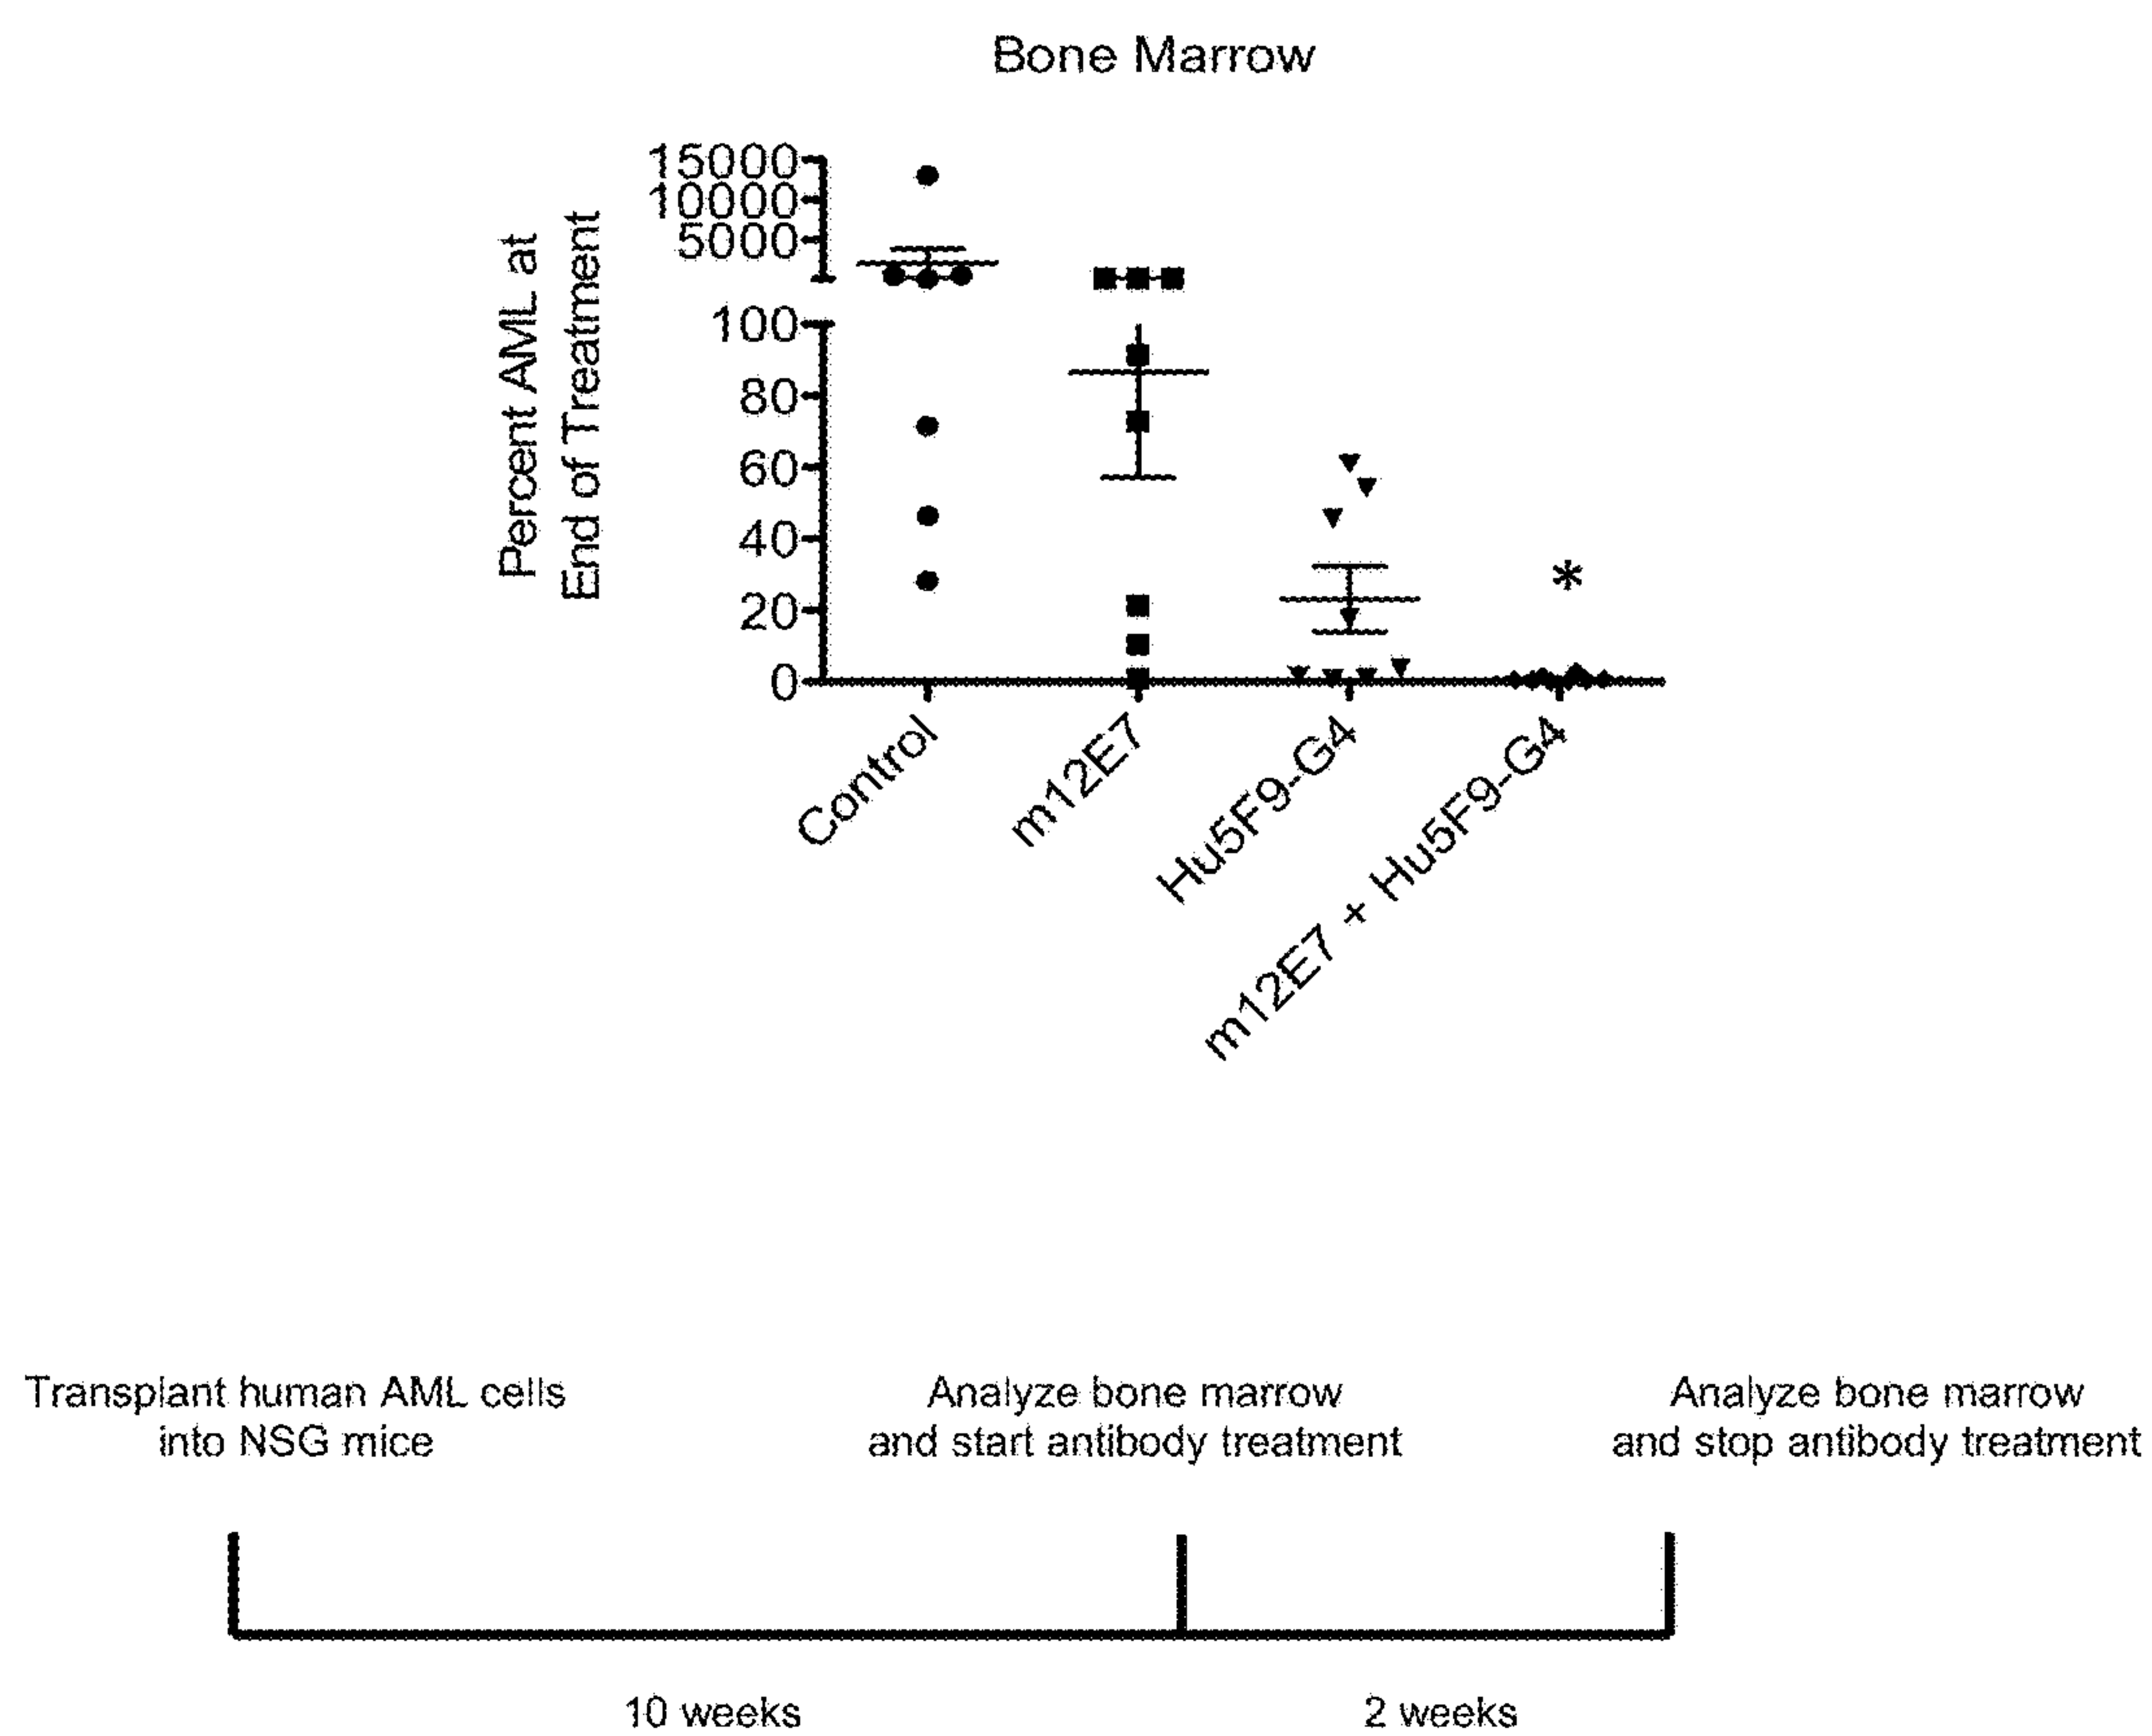 Bone Marrow
Percent AML at
End of Treatment
15000
10000
5000
100
80
60
40
20
0
*
Control
m12E7
Hu5F9-G4
m12E7 + Hu5F9-G4
Transplant human AML cells
into NSG mice
Analyze bone marrow
and start antibody treatment
Analyze bone marrow
and stop antibody treatment
10 weeks
2 weeks